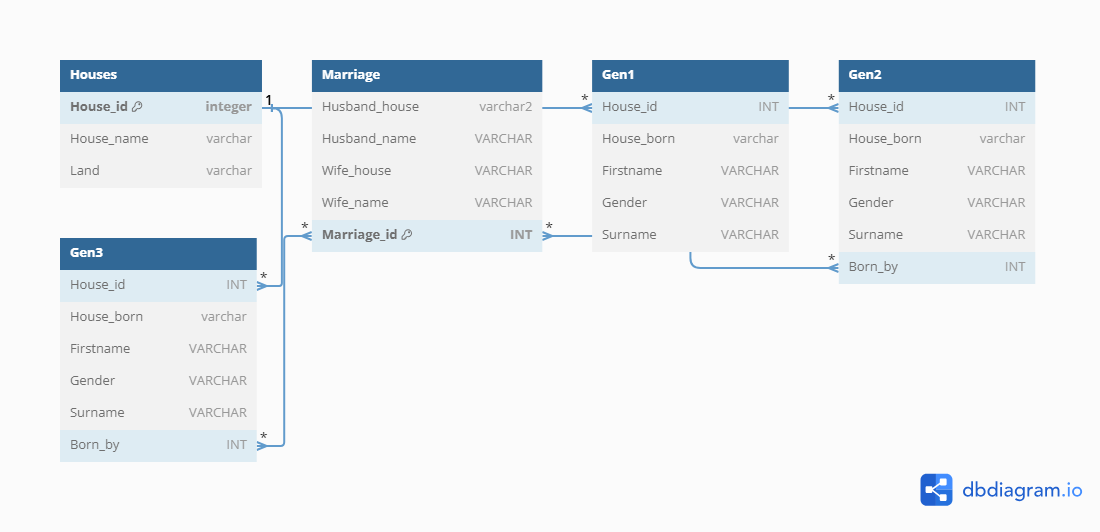 Houses
House_id integer
House_name varchar
Land varchar
Marriage
Husband_house varchar2
Husband_name VARCHAR
Wife_house VARCHAR
Wife_name VARCHAR
Marriage_id INT
Gen1
House_id INT
House_born varchar
Firstname VARCHAR
Gender VARCHAR
Surname VARCHAR
Gen2
House_id INT
House_born varchar
Firstname VARCHAR
Gender VARCHAR
Surname VARCHAR
Born_by INT
Gen3
House_id INT
House_born varchar
Firstname VARCHAR
Gender VARCHAR
Surname VARCHAR
Born_by INT
1
*
*
*
*
*
*
*
dbdiagram.io